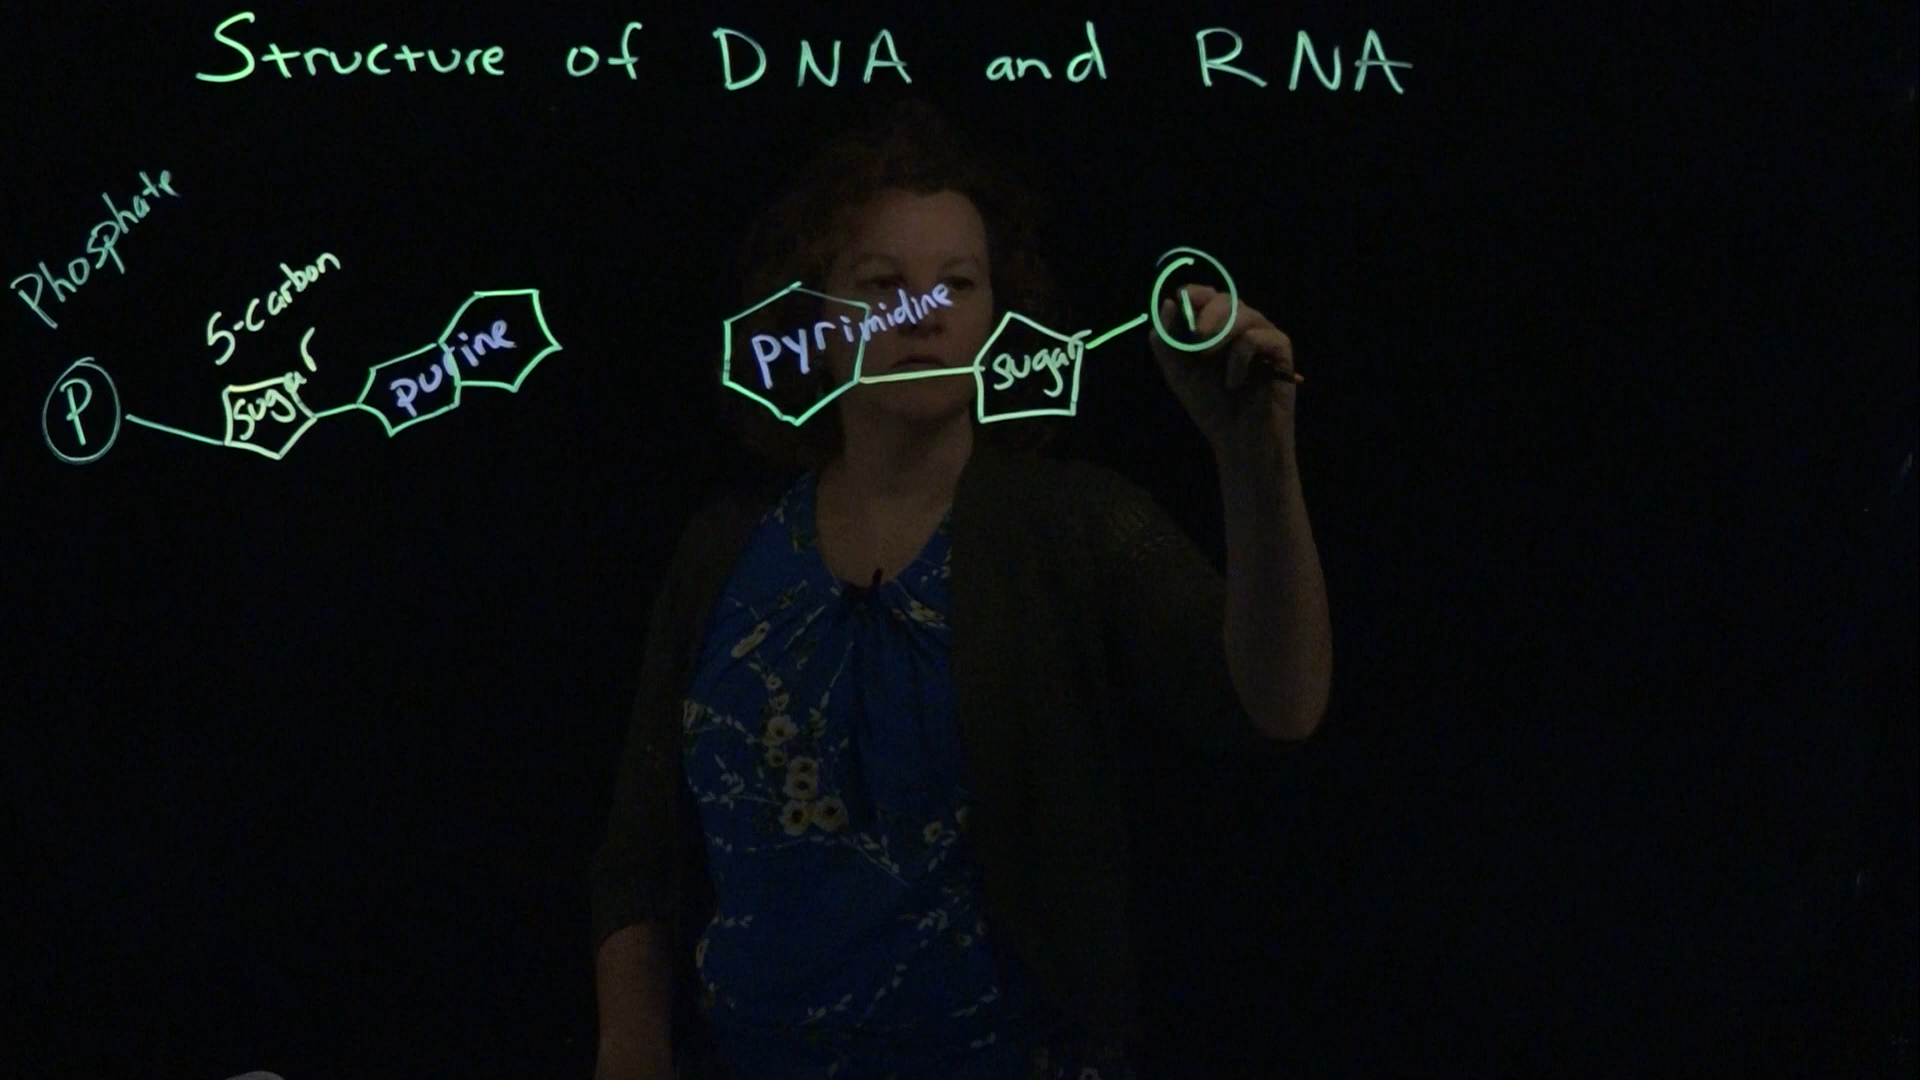 Structure of DNA and RNA
Phosphate
5-carbon
sugar
P
purine
pyrimidine
sugar